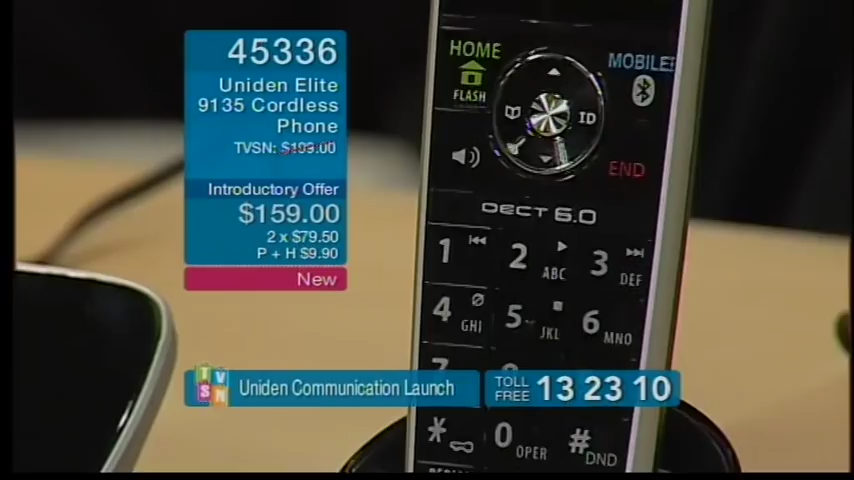 45336
Uniden Elite
9135 Cordless
Phone
TVSN: $199.00
Introductory Offer
$159.00
2 x $79.50
P + H $9.90
New
TVSN
Uniden Communication Launch
TOLL FREE 13 23 10
HOME
FLASH
MOBILE
ID
END
DECT 6.0
1
2 ABC
3 DEF
4 GHI
5 JKL
6 MNO
7
*
0 OPER
# DND